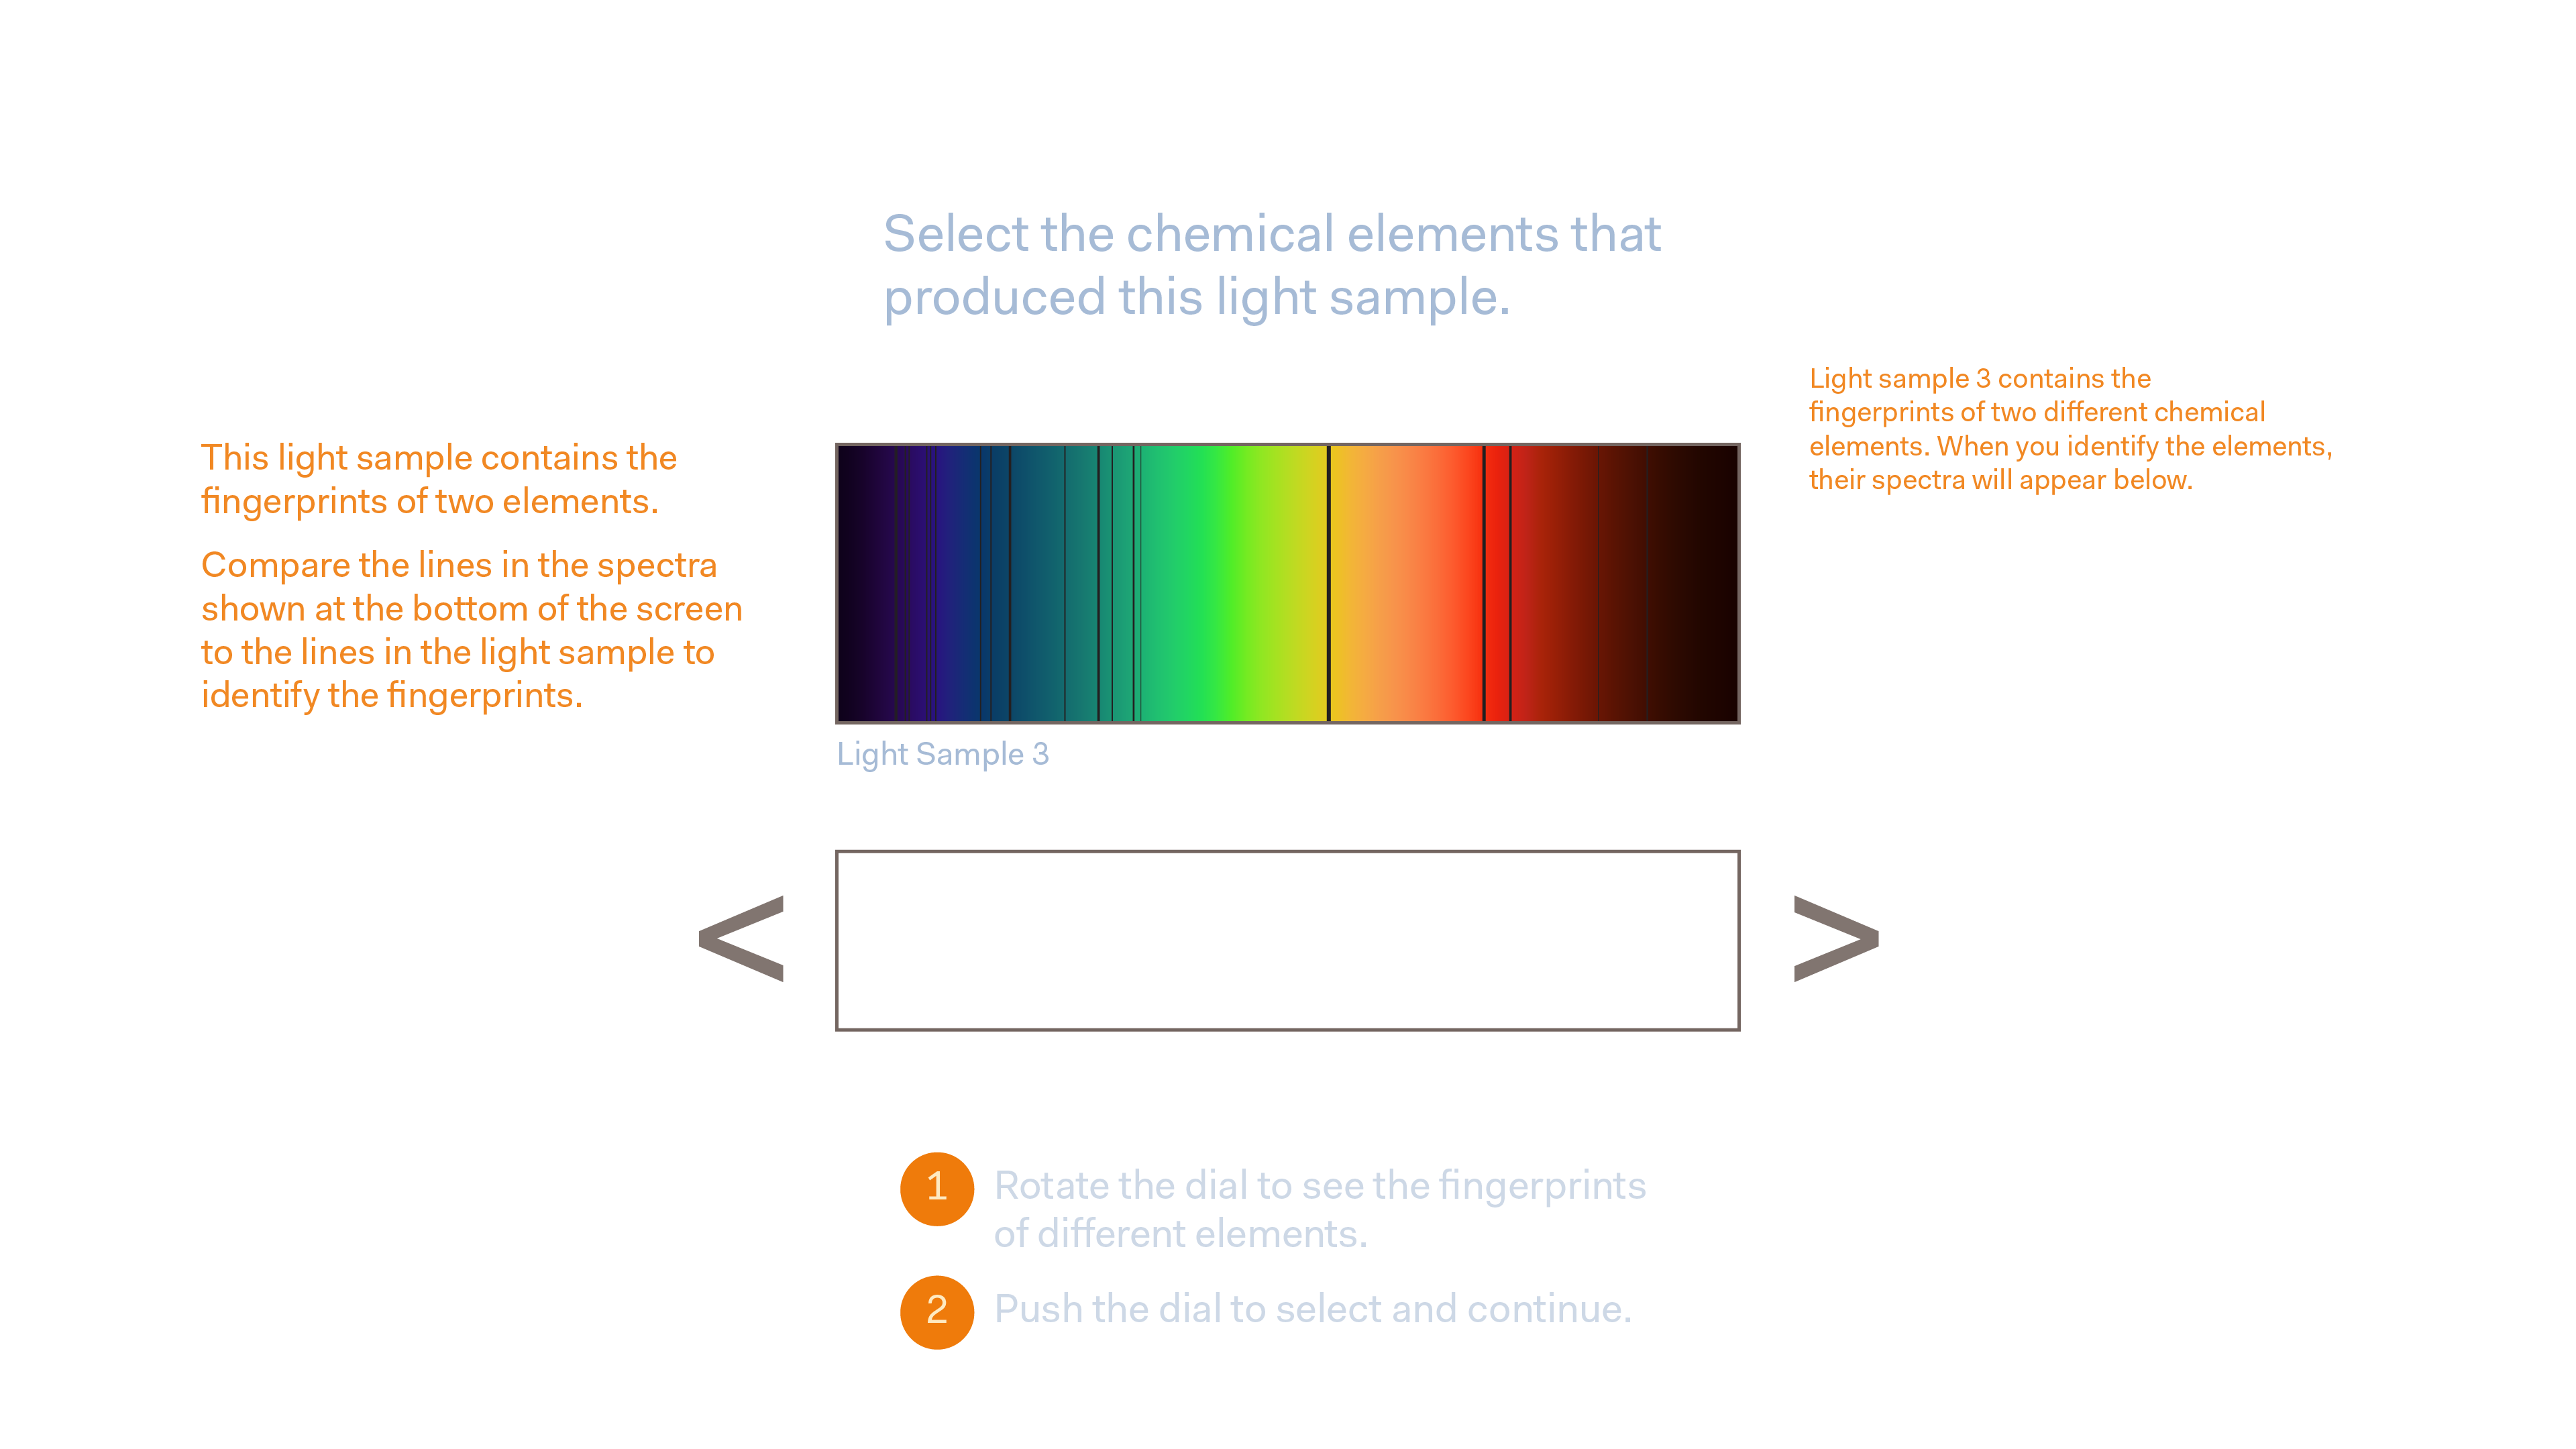 Select the chemical elements that
produced this light sample.
This light sample contains the
fingerprints of two elements.
Compare the lines in the spectra
shown at the bottom of the screen
to the lines in the light sample to
identify the fingerprints.
Light sample 3 contains the
fingerprints of two different chemical
elements. When you identify the elements,
their spectra will appear below.
Light Sample 3
<
>
1 Rotate the dial to see the fingerprints
of different elements.
2 Push the dial to select and continue.